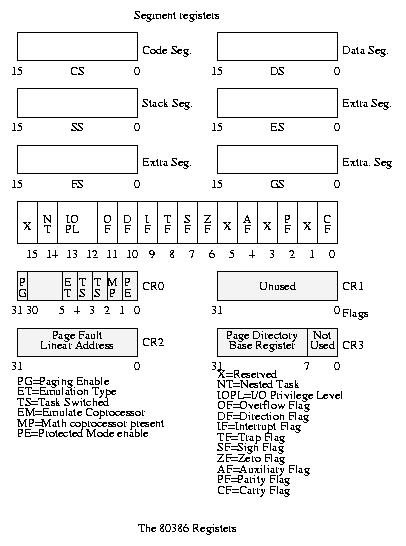 Segment registers
Code Seg. Data Seg.
15 CS 0 15 DS 0
Stack Seg. Extra Seg.
15 SS 0 15 ES 0
Extra Seg. Extra. Seg
15 FS 0 15 GS 0
X NT IOPL OF DF IF TF SF ZF X AF X PF X CF
15 14 13 12 11 10 9 8 7 6 5 4 3 2 1 0
PG ET TS TS MP PE CR0 Unused CR1
31 30 5 4 3 2 1 0 31 0 Flags
Page Fault Linear Address CR2 Page Directory Base Register Not Used CR3
31 0 31 7 0
PG=Paging Enable
ET=Emulation Type
TS=Task Switched
EM=Emulate Coprocessor
MP=Math coprocessor present
PE=Protected Mode enable
X=Reserved
NT=Nested Task
IOPL=I/O Privilege Level
OF=Overflow Flag
DF=Direction Flag
IF=Interrupt Flag
TF=Trap Flag
SF=Sign Flag
ZF=Zero Flag
AF=Auxiliary Flag
PF=Parity Flag
CF=Carry Flag
The 80386 Registers